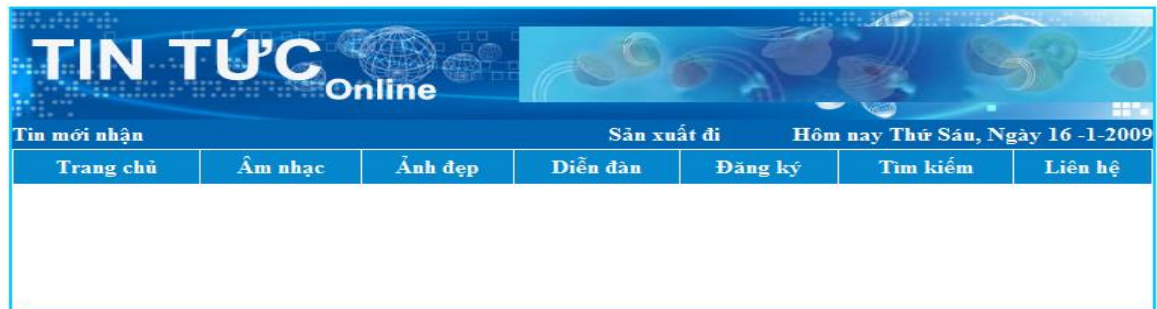 TIN TỨC
Online
Tin mới nhận Sản xuất đi Hôm nay Thứ Sáu, Ngày 16 -1-2009
Trang chủ Âm nhạc Ảnh đẹp Diễn đàn Đăng ký Tìm kiếm Liên hệ